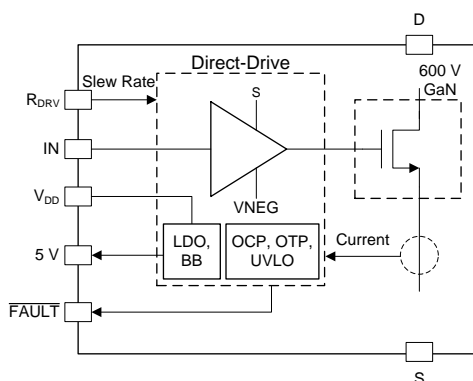 D
Direct-Drive
600 V
GaN
Slew Rate
RDRV
S
IN
VNEG
VDD
LDO,
BB
OCP, OTP,
UVLO
Current
5 V
FAULT
S